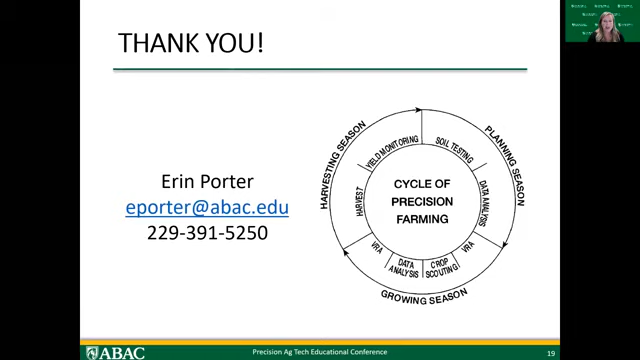 THANK YOU!
Erin Porter
eporter@abac.edu
229-391-5250
HARVESTING SEASON
PLANNING SEASON
GROWING SEASON
YIELD MONITORING
SOIL TESTING
HARVEST
DATA ANALYSIS
VRA
DATA
ANALYSIS
CROP
SCOUTING
VRA
CYCLE OF
PRECISION
FARMING
ABAC
Precision Ag Tech Educational Conference
19